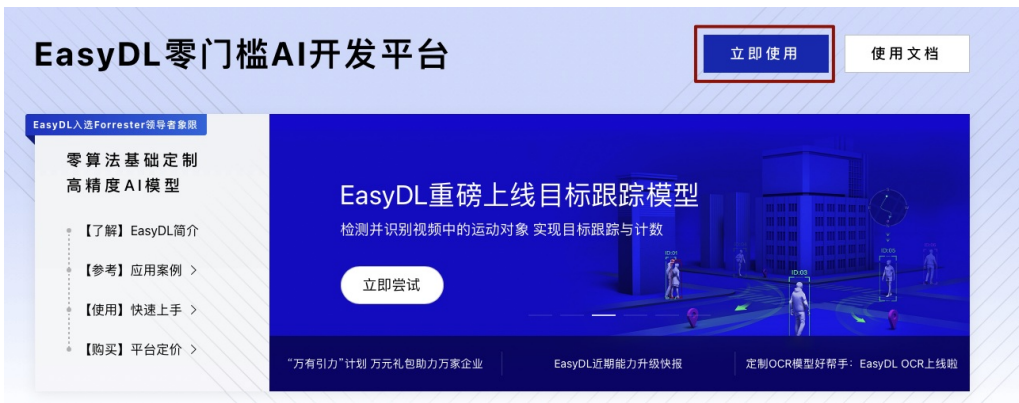 EasyDL零门槛AI开发平台
立即使用
使用文档
EasyDL入选Forrester领导者象限
零算法基础定制
高精度AI模型
【了解】EasyDL简介
【参考】应用案例 >
【使用】快速上手 >
【购买】平台定价 >
EasyDL重磅上线目标跟踪模型
检测并识别视频中的运动对象 实现目标跟踪与计数
立即尝试
ID:01
ID:03
ID:05
“万有引力”计划 万元礼包助力万家企业
EasyDL近期能力升级快报
定制OCR模型好帮手：EasyDL OCR上线啦